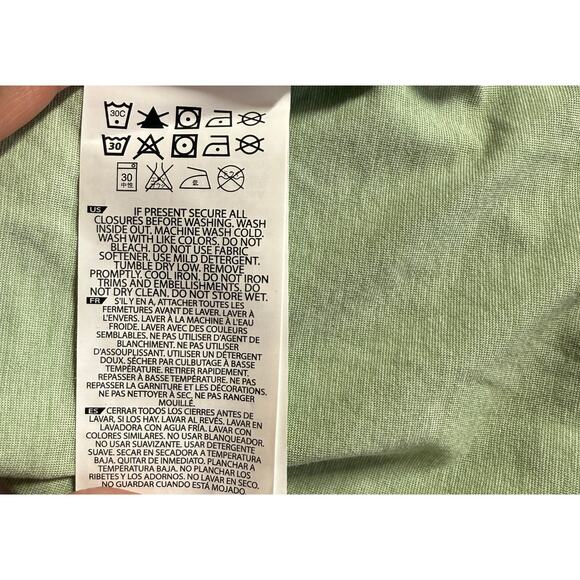 30C
30
30
中性
US IF PRESENT SECURE ALL
CLOSURES BEFORE WASHING. WASH
INSIDE OUT. MACHINE WASH COLD.
WASH WITH LIKE COLORS. DO NOT
BLEACH. DO NOT USE FABRIC
SOFTENER. USE MILD DETERGENT.
TUMBLE DRY LOW. REMOVE
PROMPTLY. COOL IRON. DO NOT IRON
TRIMS AND EMBELLISHMENTS. DO
NOT DRY CLEAN. DO NOT STORE WET.
FR S'IL Y EN A, ATTACHER TOUTES LES
FERMETURES AVANT DE LAVER. LAVER À
L'ENVERS. LAVER À LA MACHINE À L'EAU
FROIDE. LAVER AVEC DES COULEURS
SEMBLABLES. NE PAS UTILISER D'AGENT DE
BLANCHIMENT. NE PAS UTILISER
D'ASSOUPLISSANT. UTILISER UN DÉTERGENT
DOUX. SÉCHER PAR CULBUTAGE À BASSE
TEMPÉRATURE. RETIRER RAPIDEMENT.
REPASSER À BASSE TEMPÉRATURE. NE PAS
REPASSER LA GARNITURE ET LES DÉCORATIONS.
NE PAS NETTOYER À SEC, NE PAS RANGER
MOUILLÉ.
ES CERRAR TODOS LOS CIERRES ANTES DE
LAVAR, SI LOS HAY. LAVAR AL REVÉS. LAVAR EN
LAVADORA CON AGUA FRÍA. LAVAR CON
COLORES SIMILARES. NO USAR BLANQUEADOR.
NO USAR SUAVIZANTE. USAR DETERGENTE
SUAVE. SECAR EN SECADORA A TEMPERATURA
BAJA. QUITAR DE INMEDIATO. PLANCHAR A
TEMPERATURA BAJA. NO PLANCHAR LOS
RIBETES Y LOS ADORNOS. NO LAVAR EN SECO.
NO GUARDAR CUANDO ESTÁ MOJADO